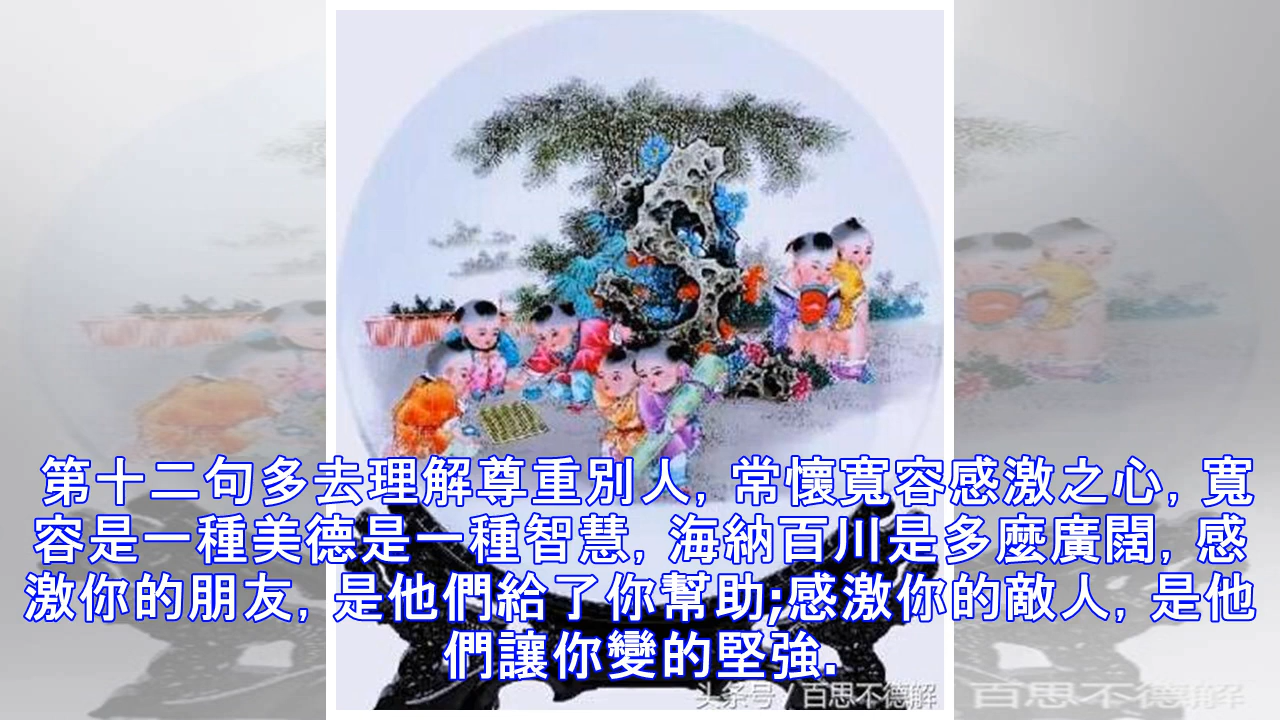 第十二句多去理解尊重別人, 常懷寬容感激之心, 寬
容是一種美德是一種智慧, 海納百川是多麼廣闊, 感
激你的朋友, 是他們給了你幫助;感激你的敵人, 是他
們讓你變的堅強.
头条号 / 百思不德解
百思不德解